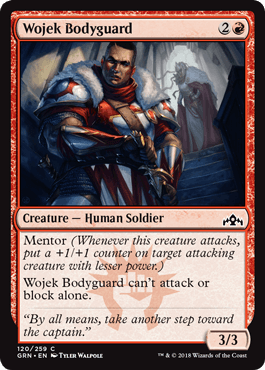 Wojek Bodyguard 2
Creature — Human Soldier
Mentor (Whenever this creature attacks,
put a +1/+1 counter on target attacking
creature with lesser power.)
Wojek Bodyguard can't attack or
block alone.
"By all means, take another step toward
the captain."
3/3
120/259 C
GRN • EN TYLER WALPOLE
™ & © 2018 Wizards of the Coast